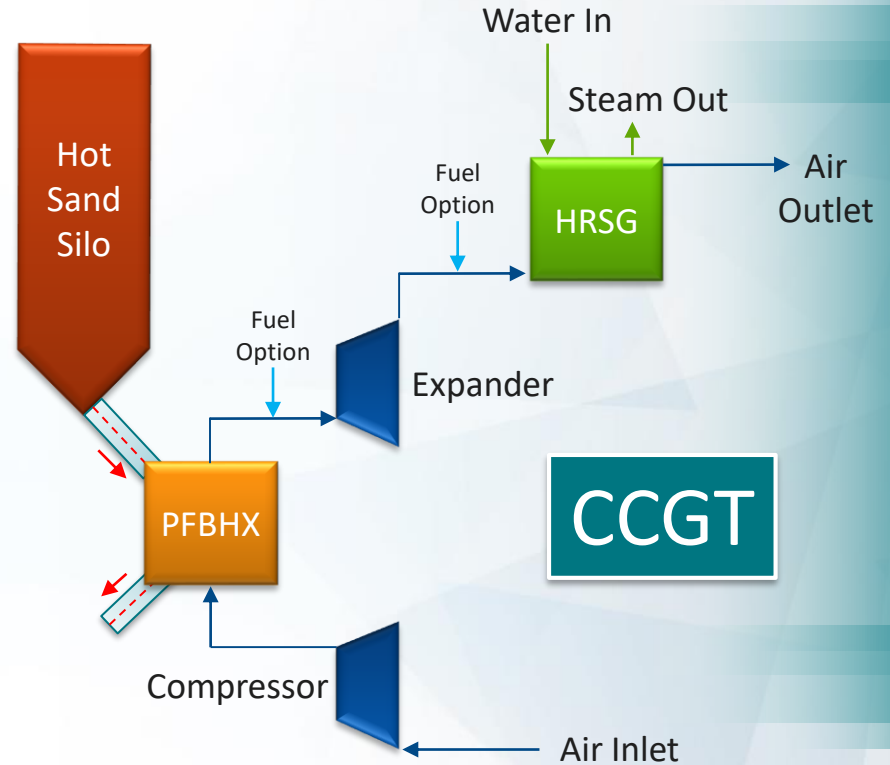 Water In
Steam Out
Hot
Sand
Silo
Fuel
Option
HRSG
Air
Outlet
Fuel
Option
Expander
PFBHX
CCGT
Compressor
Air Inlet